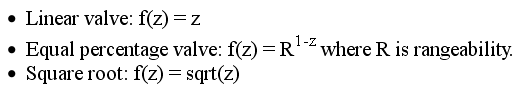 • Linear valve: f(z) = z
• Equal percentage valve: f(z) = R^1-z where R is rangeability.
• Square root: f(z) = sqrt(z)